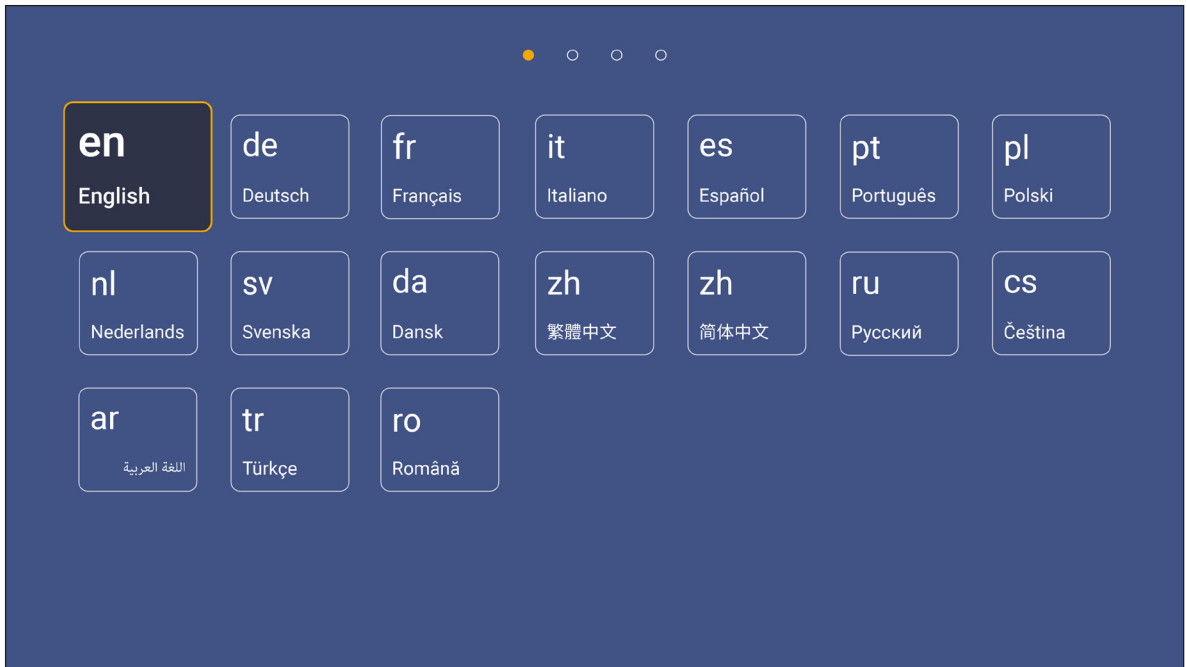 en
English
de
Deutsch
fr
Français
it
Italiano
es
Español
pt
Português
pl
Polski
nl
Nederlands
sv
Svenska
da
Dansk
zh
繁體中文
zh
简体中文
ru
Русский
cs
Čeština
ar
اللغة العربية
tr
Türkçe
ro
Română